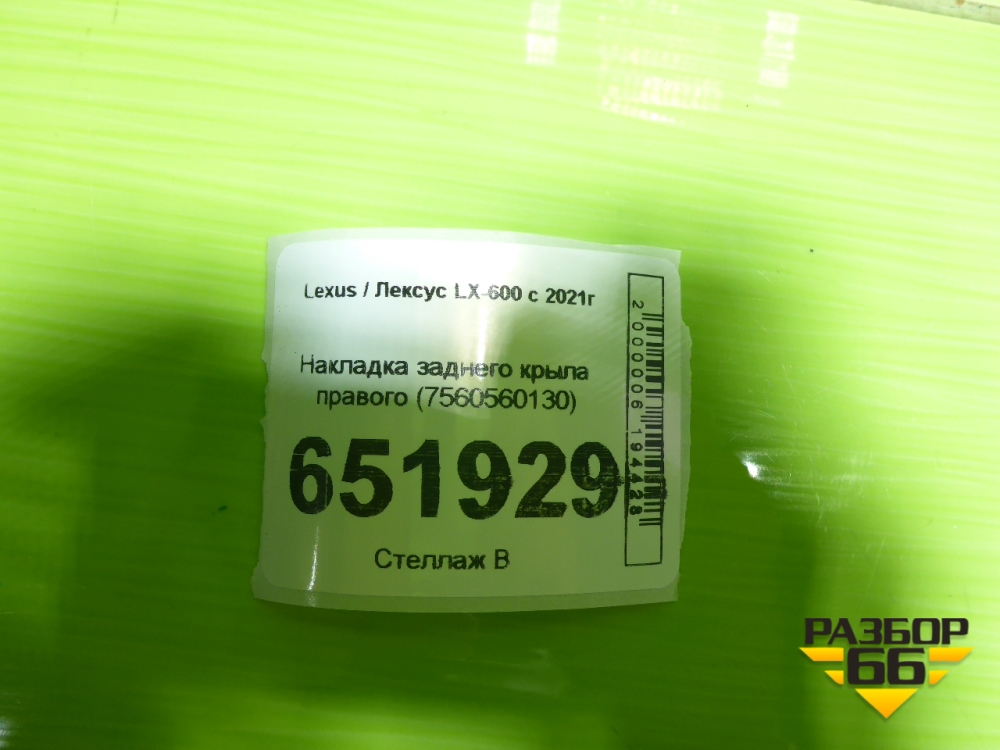 Lexus / Лексус LX-600 с 2021г
Накладка заднего крыла
правого (7560560130)
651929
Стеллаж В
2000006194428
РАЗБОР
66